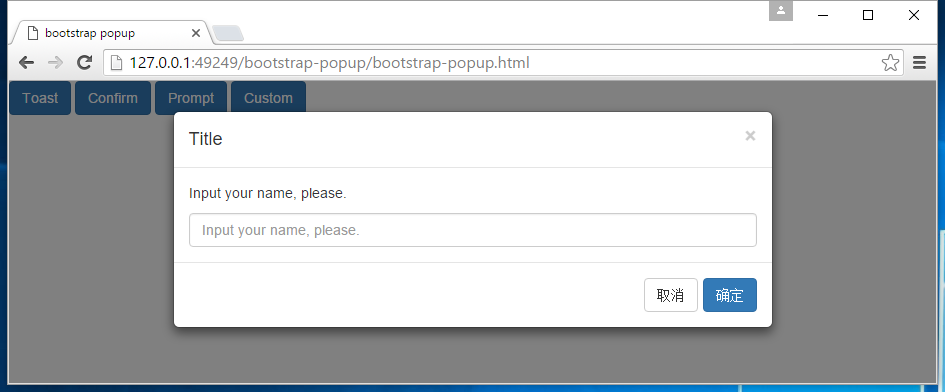 bootstrap popup
127.0.0.1:49249/bootstrap-popup/bootstrap-popup.html
Toast Confirm Prompt Custom
Title ×
Input your name, please.
Input your name, please.
取消 确定